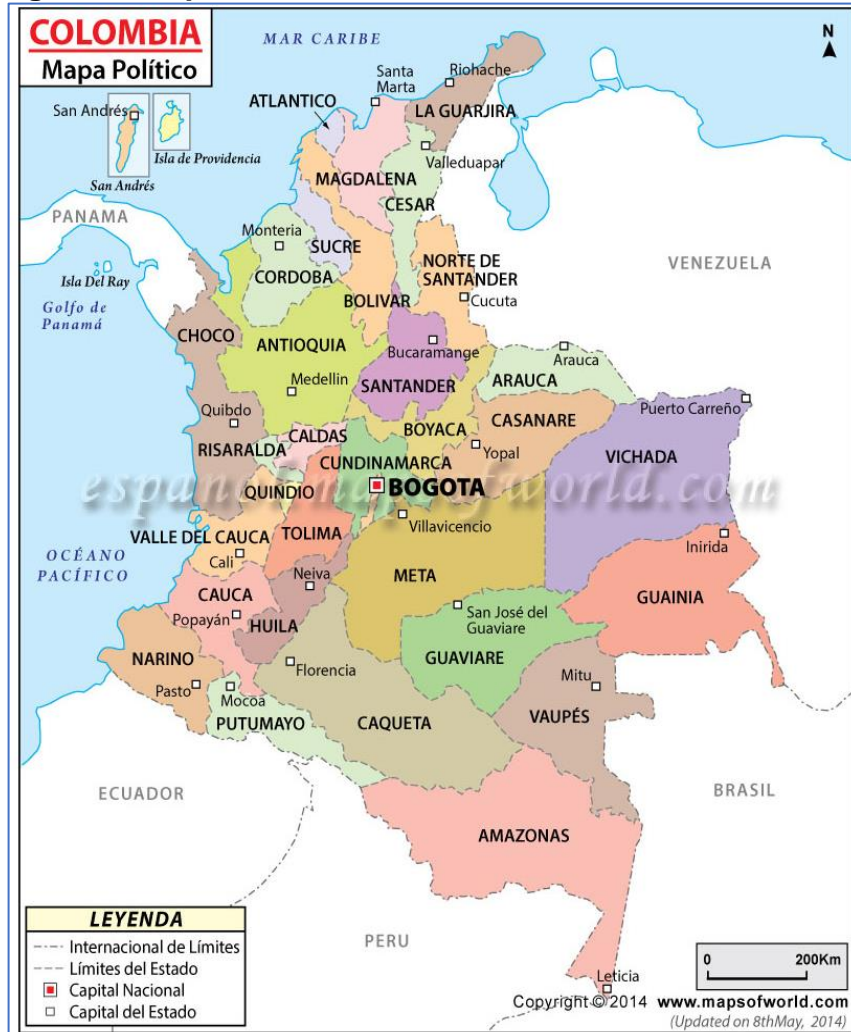 COLOMBIA
Mapa Político
MAR CARIBE
N
San Andrés
Isla de Providencia
San Andrés
Santa
Marta
Riohache
ATLANTICO
LA GUARJIRA
Valleduapar
MAGDALENA
CESAR
PANAMA
Monteria
SUCRE
CORDOBA
NORTE DE
SANTANDER
Cucuta
VENEZUELA
Isla Del Ray
Golfo de
Panamá
BOLIVAR
CHOCO
ANTIOQUIA
Bucaramange
Arauca
ARAUCA
Medellin
SANTANDER
Puerto Carreño
Quibdo
CASANARE
BOYACA
CALDAS
RISARALDA
Yopal
VICHADA
CUNDINAMARCA
espanol.mapsofworld.com
QUINDIO
BOGOTA
Villavicencio
VALLE DEL CAUCA
TOLIMA
Cali
Inirida
OCÉANO
PACÍFICO
Neiva
META
CAUCA
GUAINIA
Popayán
San José del
Guaviare
HUILA
NARINO
Florencia
GUAVIARE
Pasto
Mocoa
Mitu
PUTUMAYO
CAQUETA
VAUPÉS
ECUADOR
BRASIL
AMAZONAS
PERU
LEYENDA
Internacional de Límites
Límites del Estado
Capital Nacional
Capital del Estado
0 200Km
Leticia
Copyright © 2014 www.mapsofworld.com
(Updated on 8thMay, 2014)